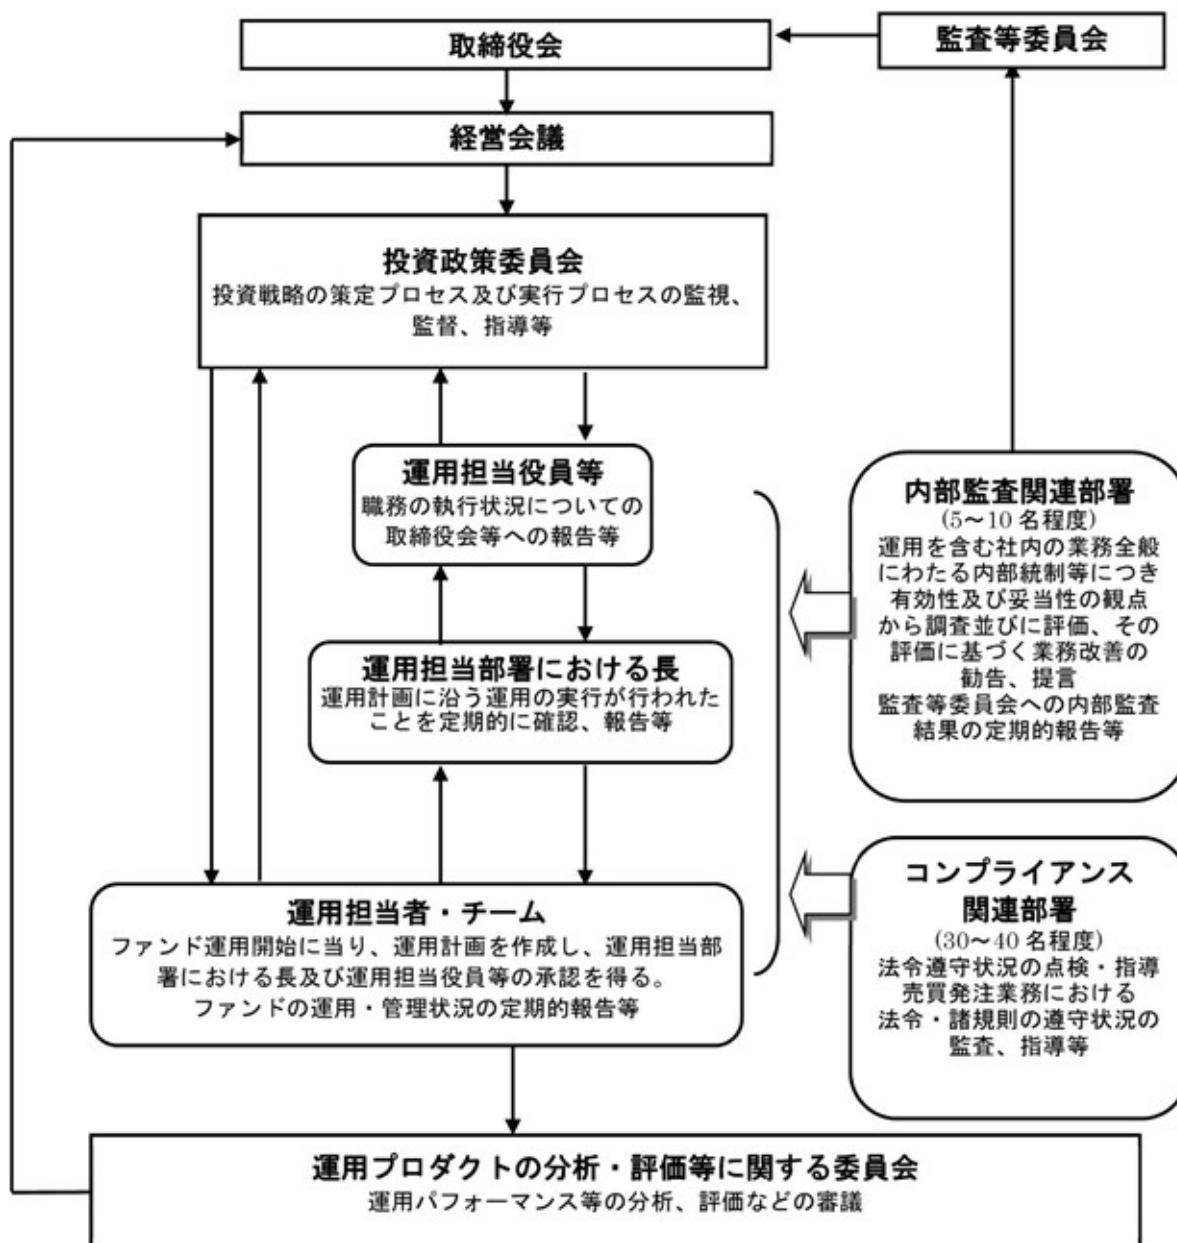 取締役会
監査等委員会
経営会議
投資政策委員会
投資戦略の策定プロセス及び実行プロセスの監視、
監督、指導等
運用担当役員等
職務の執行状況についての
取締役会等への報告等
運用担当部署における長
運用計画に沿う運用の実行が行われた
ことを定期的に確認、報告等
内部監査関連部署
(5～10 名程度)
運用を含む社内の業務全般
にわたる内部統制等につき
有効性及び妥当性の観点
から調査並びに評価、その
評価に基づく業務改善の
勧告、提言
監査等委員会への内部監査
結果の定期的報告等
運用担当者・チーム
ファンド運用開始に当り、運用計画を作成し、運用担当部
署における長及び運用担当役員等の承認を得る。
ファンドの運用・管理状況の定期的報告等
コンプライアンス
関連部署
(30～40 名程度)
法令遵守状況の点検・指導
売買発注業務における
法令・諸規則の遵守状況の
監査、指導等
運用プロダクトの分析・評価等に関する委員会
運用パフォーマンス等の分析、評価などの審議